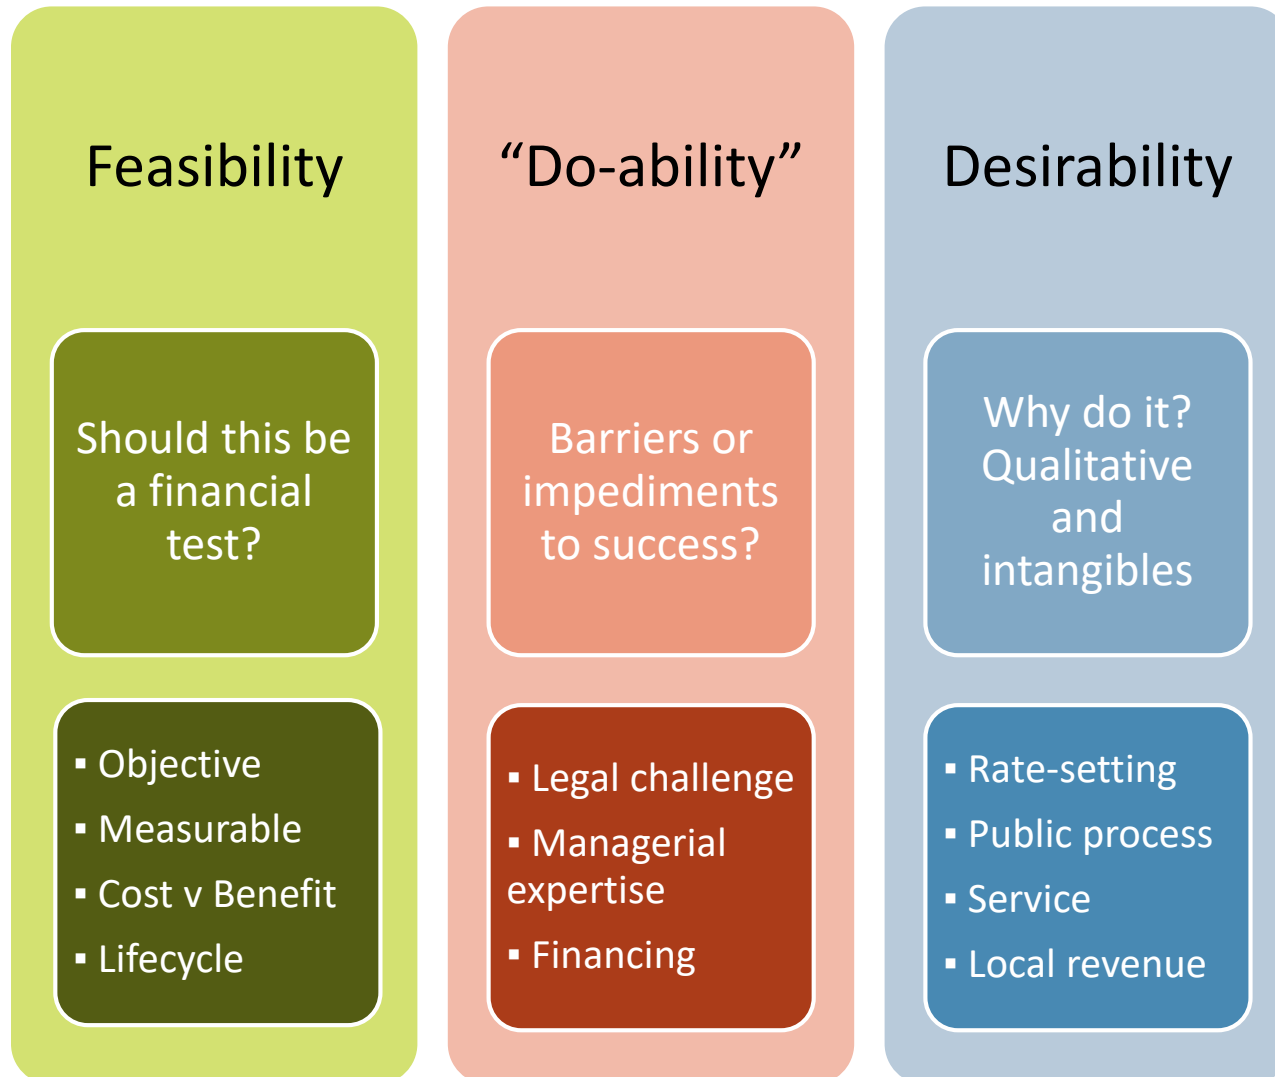 Feasibility
Should this be
a financial
test?
▪ Objective
▪ Measurable
▪ Cost v Benefit
▪ Lifecycle
“Do-ability”
Barriers or
impediments
to success?
▪ Legal challenge
▪ Managerial
expertise
▪ Financing
Desirability
Why do it?
Qualitative
and
intangibles
▪ Rate-setting
▪ Public process
▪ Service
▪ Local revenue